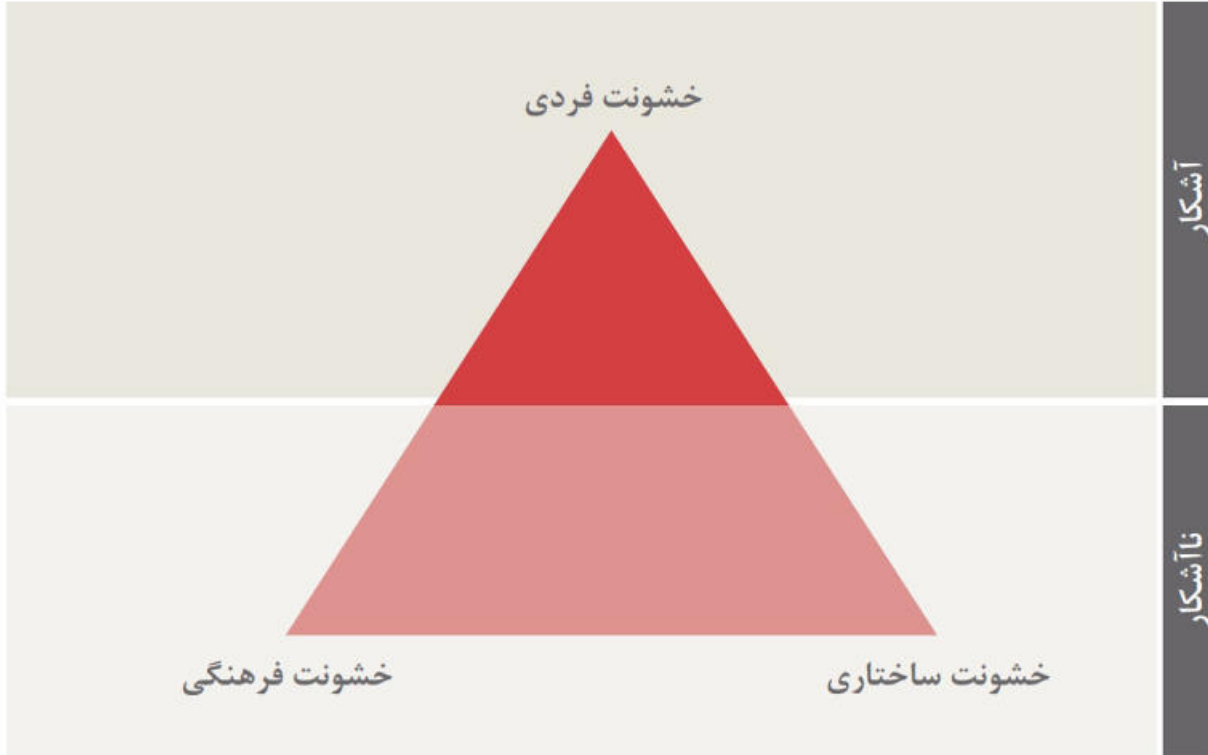 خشونت فردی
آشکار
ناآشکار
خشونت ساختاری
خشونت فرهنگی